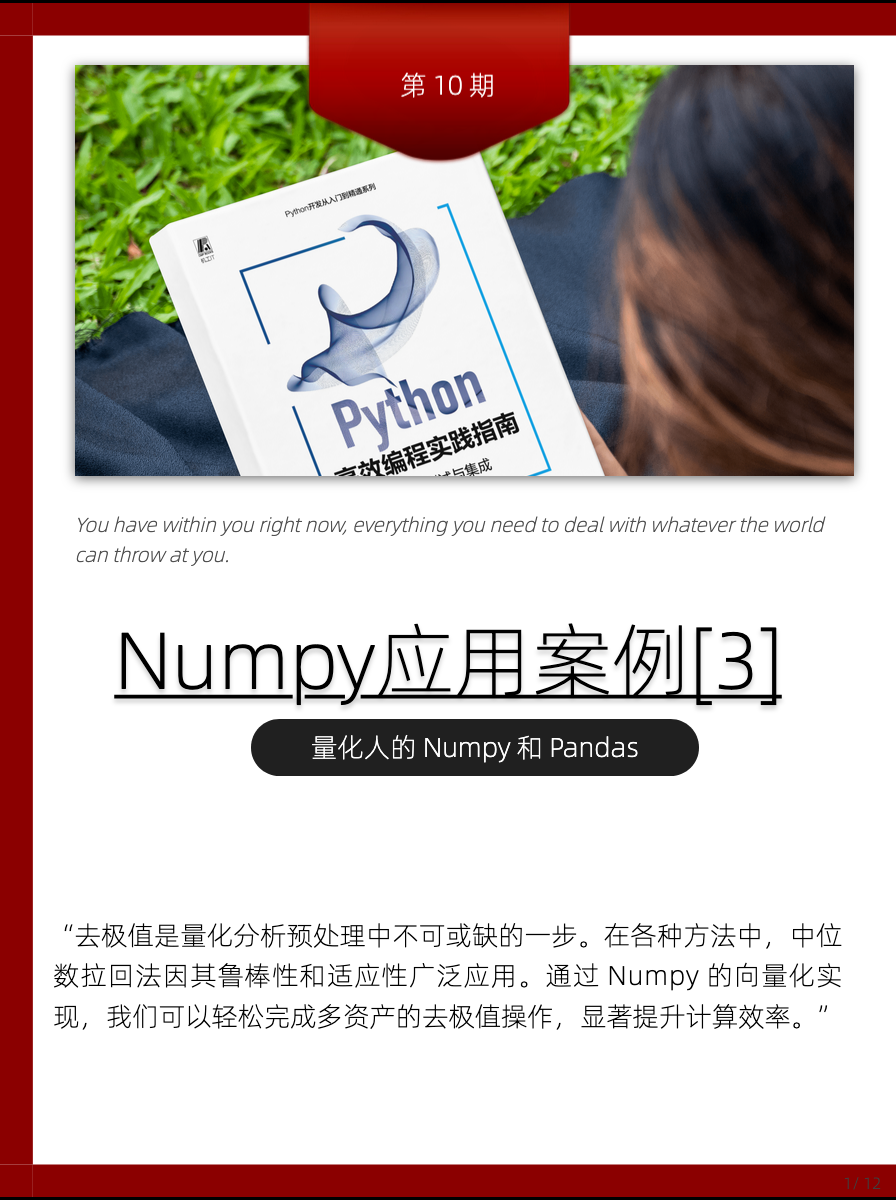 第 10 期
Python开发从入门到精通系列
机工IT
Python
高效编程实践指南
You have within you right now, everything you need to deal with whatever the world
can throw at you.
Numpy应用案例[3]
量化人的 Numpy 和 Pandas
“去极值是量化分析预处理中不可或缺的一步。在各种方法中，中位
数拉回法因其鲁棒性和适应性广泛应用。通过 Numpy 的向量化实
现，我们可以轻松完成多资产的去极值操作，显著提升计算效率。”
1/ 12